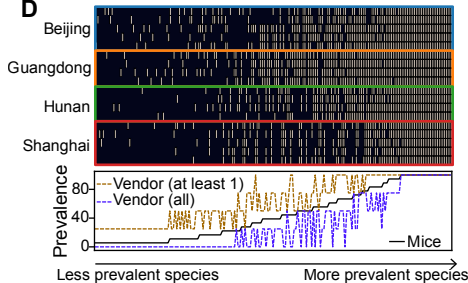 D
Beijing
Guangdong
Hunan
Shanghai
Prevalence
80
40
0
Vendor (at least 1)
Vendor (all)
Mice
Less prevalent species
More prevalent species